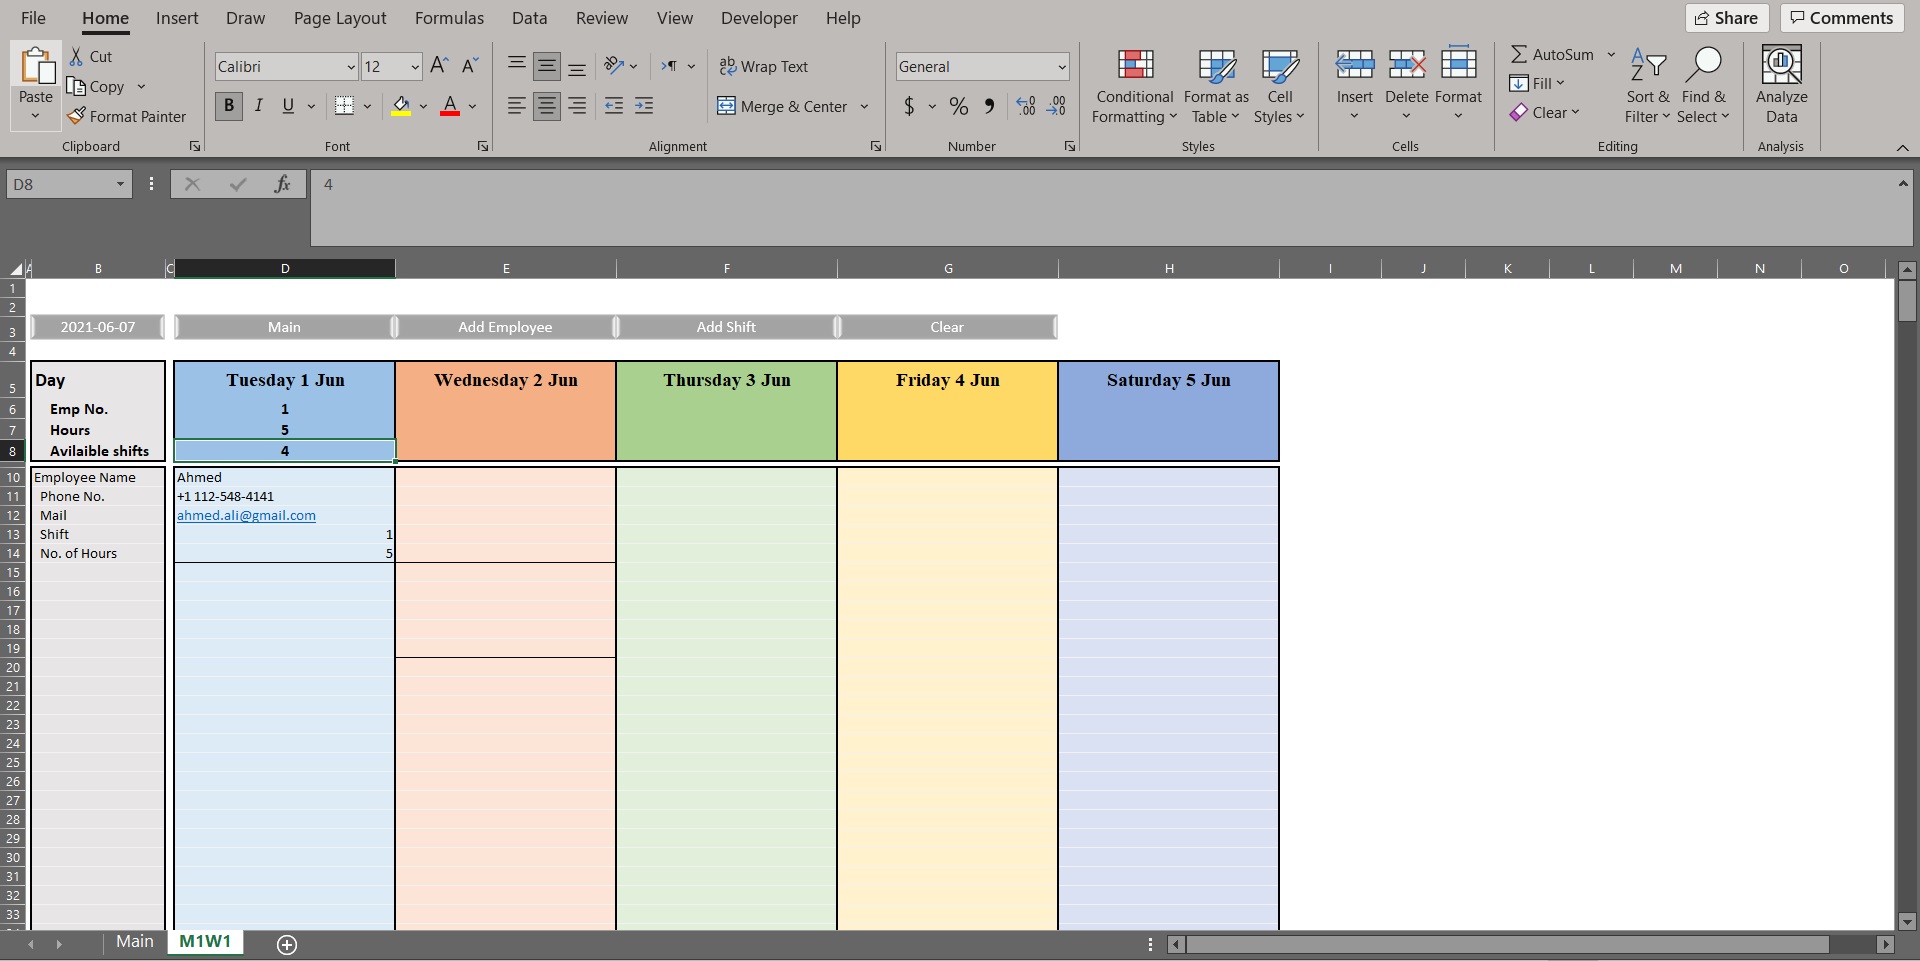 File Home Insert Draw Page Layout Formulas Data Review View Developer Help Share Comments
Paste Cut Copy Format Painter Clipboard
Calibri 12 A A B I U A Font
ab Wrap Text Merge & Center Alignment
General $ % .00 .00 Number
Conditional Formatting Format as Table Cell Styles Styles
Insert Delete Format Cells
AutoSum Fill Clear Sort & Filter Find & Select Editing
Analyze Data Analysis
D8 fx 4
A B C D E F G H I J K L M N O
1
2
3 2021-06-07 Main Add Employee Add Shift Clear
4
5 Day Tuesday 1 Jun Wednesday 2 Jun Thursday 3 Jun Friday 4 Jun Saturday 5 Jun
6 Emp No. 1
7 Hours 5
8 Avilaible shifts 4
10 Employee Name Ahmed
11 Phone No. +1 112-548-4141
12 Mail ahmed.ali@gmail.com
13 Shift 1
14 No. of Hours 5
15
16
17
18
19
20
21
22
23
24
25
26
27
28
29
30
31
32
33
Main M1W1